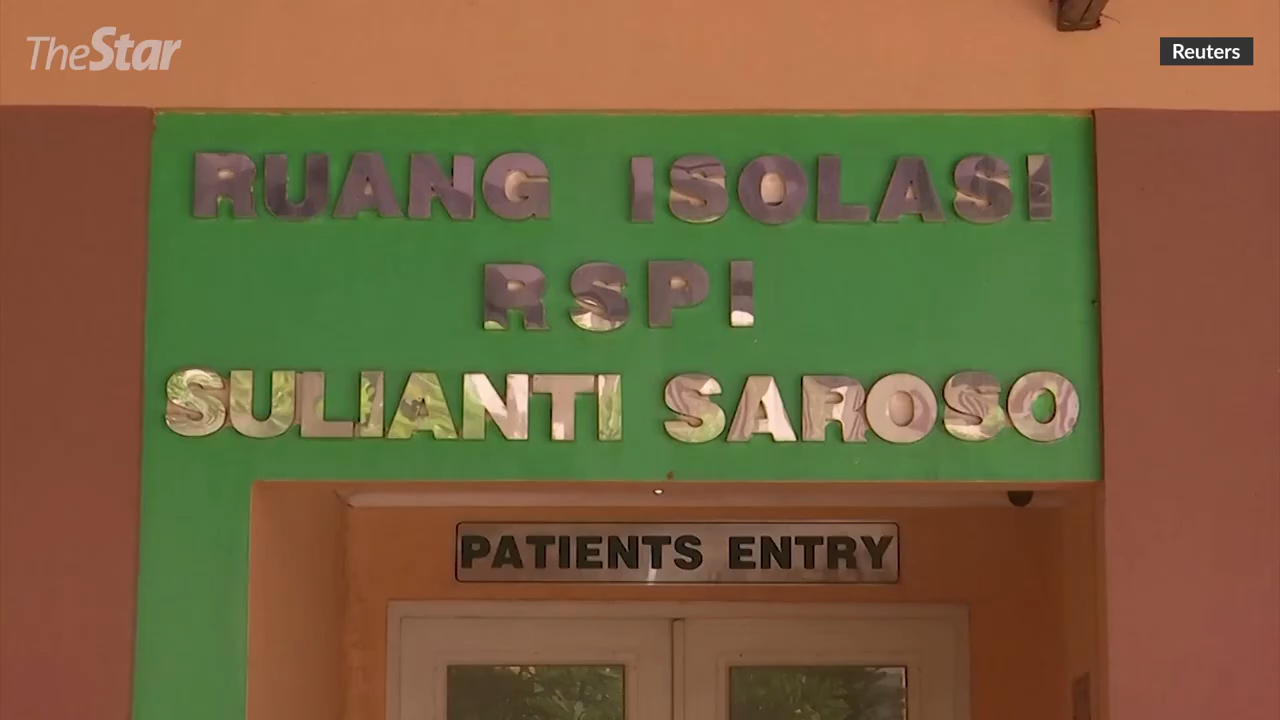 TheStar
Reuters
RUANG ISOLASI
RSPI
SULIANTI SAROSO
PATIENTS ENTRY